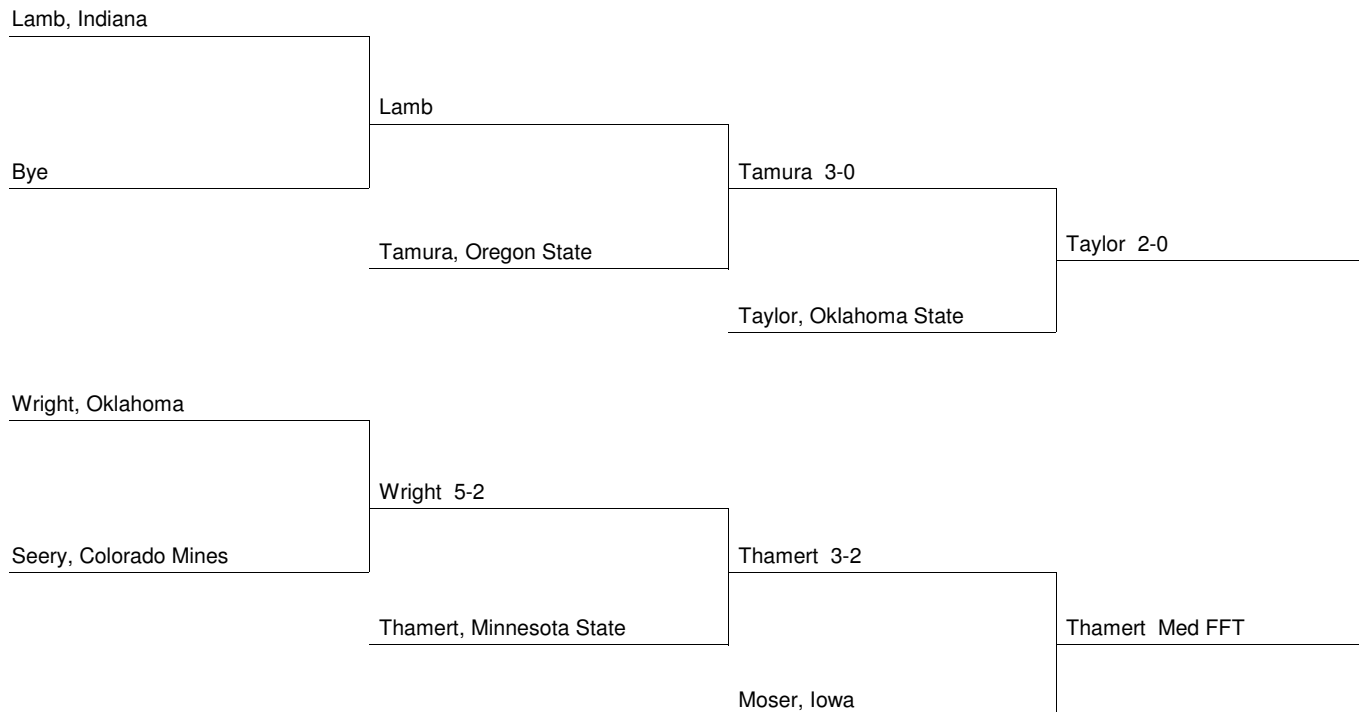 Lamb, Indiana
Lamb
Bye
Tamura 3-0
Tamura, Oregon State
Taylor 2-0
Taylor, Oklahoma State
Wright, Oklahoma
Wright 5-2
Seery, Colorado Mines
Thamert 3-2
Thamert, Minnesota State
Thamert Med FFT
Moser, Iowa